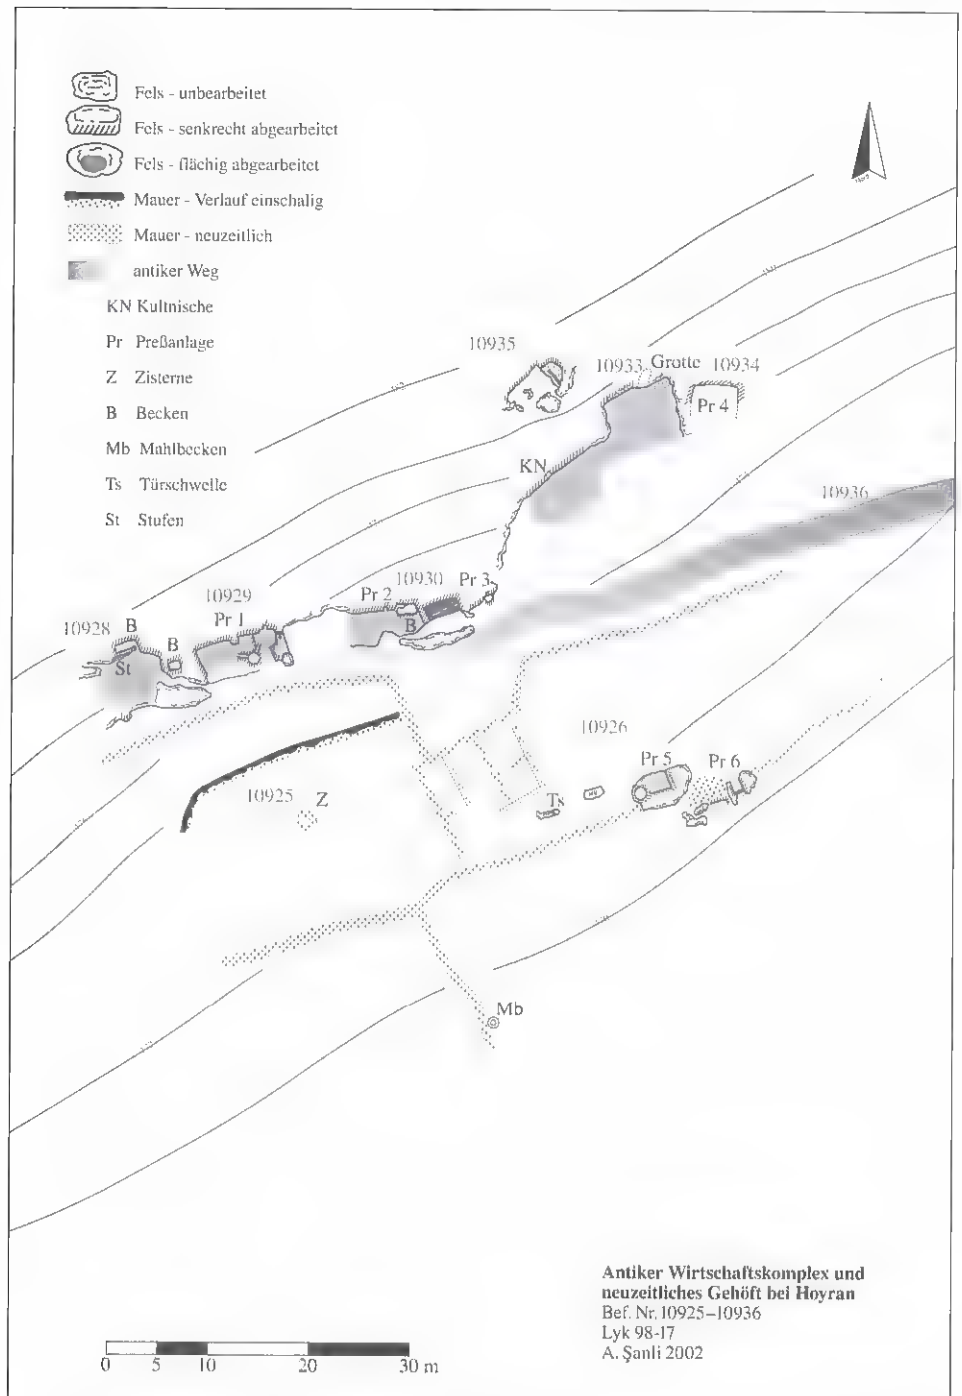 Fels - unbearbeitet
Fels - senkrecht abgearbeitet
Fels - flächig abgearbeitet
Mauer - Verlauf einschalig
Mauer - neuzeitlich
antiker Weg
KN Kultnische
Pr Preßanlage
Z Zisterne
B Becken
Mb Mahlbecken
Ts Türschwelle
St Stufen
10935
10933 Grotte 10934
Pr 4
KN
10936
10930 Pr 3
Pr 2
B
10929
Pr 1
10928 B
B
St
10926
Pr 5 Pr 6
Ts
10925 Z
Mb
Antiker Wirtschaftskomplex und
neuzeitliches Gehöft bei Hoyran
Bef. Nr. 10925–10936
Lyk 98-17
A. Şanli 2002
0 5 10 20 30 m